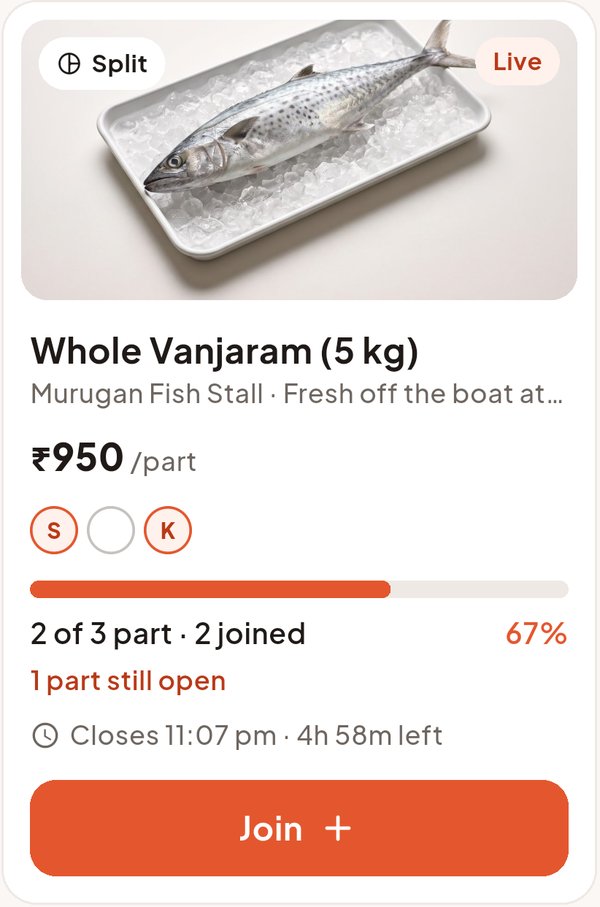 Split
Live
Whole Vanjaram (5 kg)
Murugan Fish Stall · Fresh off the boat at…
₹950 /part
S K
2 of 3 part · 2 joined 67%
1 part still open
Closes 11:07 pm · 4h 58m left
Join +